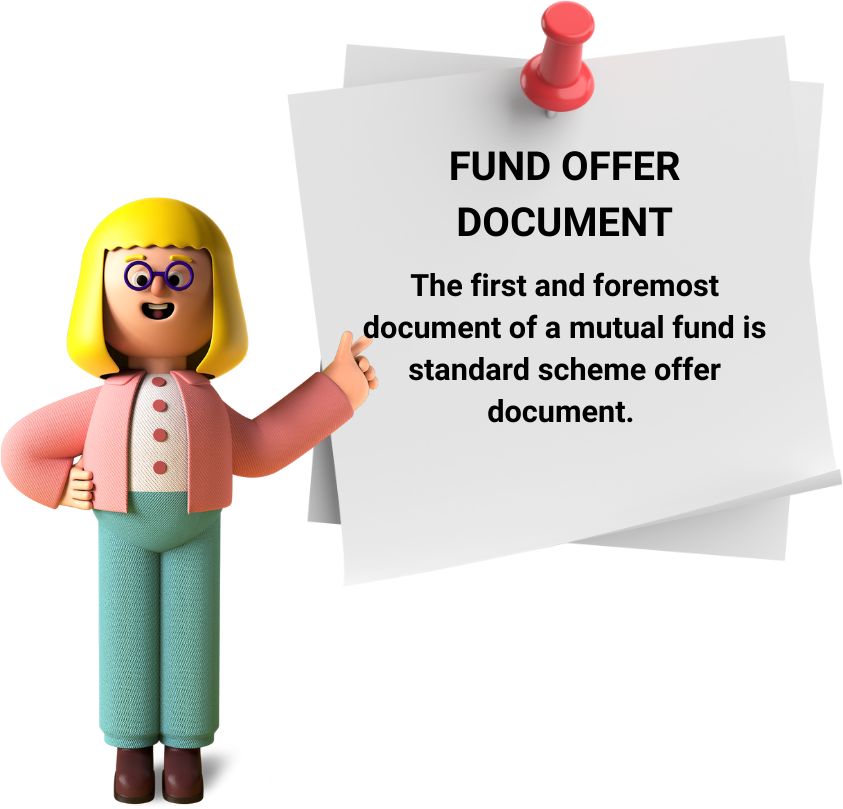 FUND OFFER
DOCUMENT
The first and foremost
document of a mutual fund is
standard scheme offer
document.